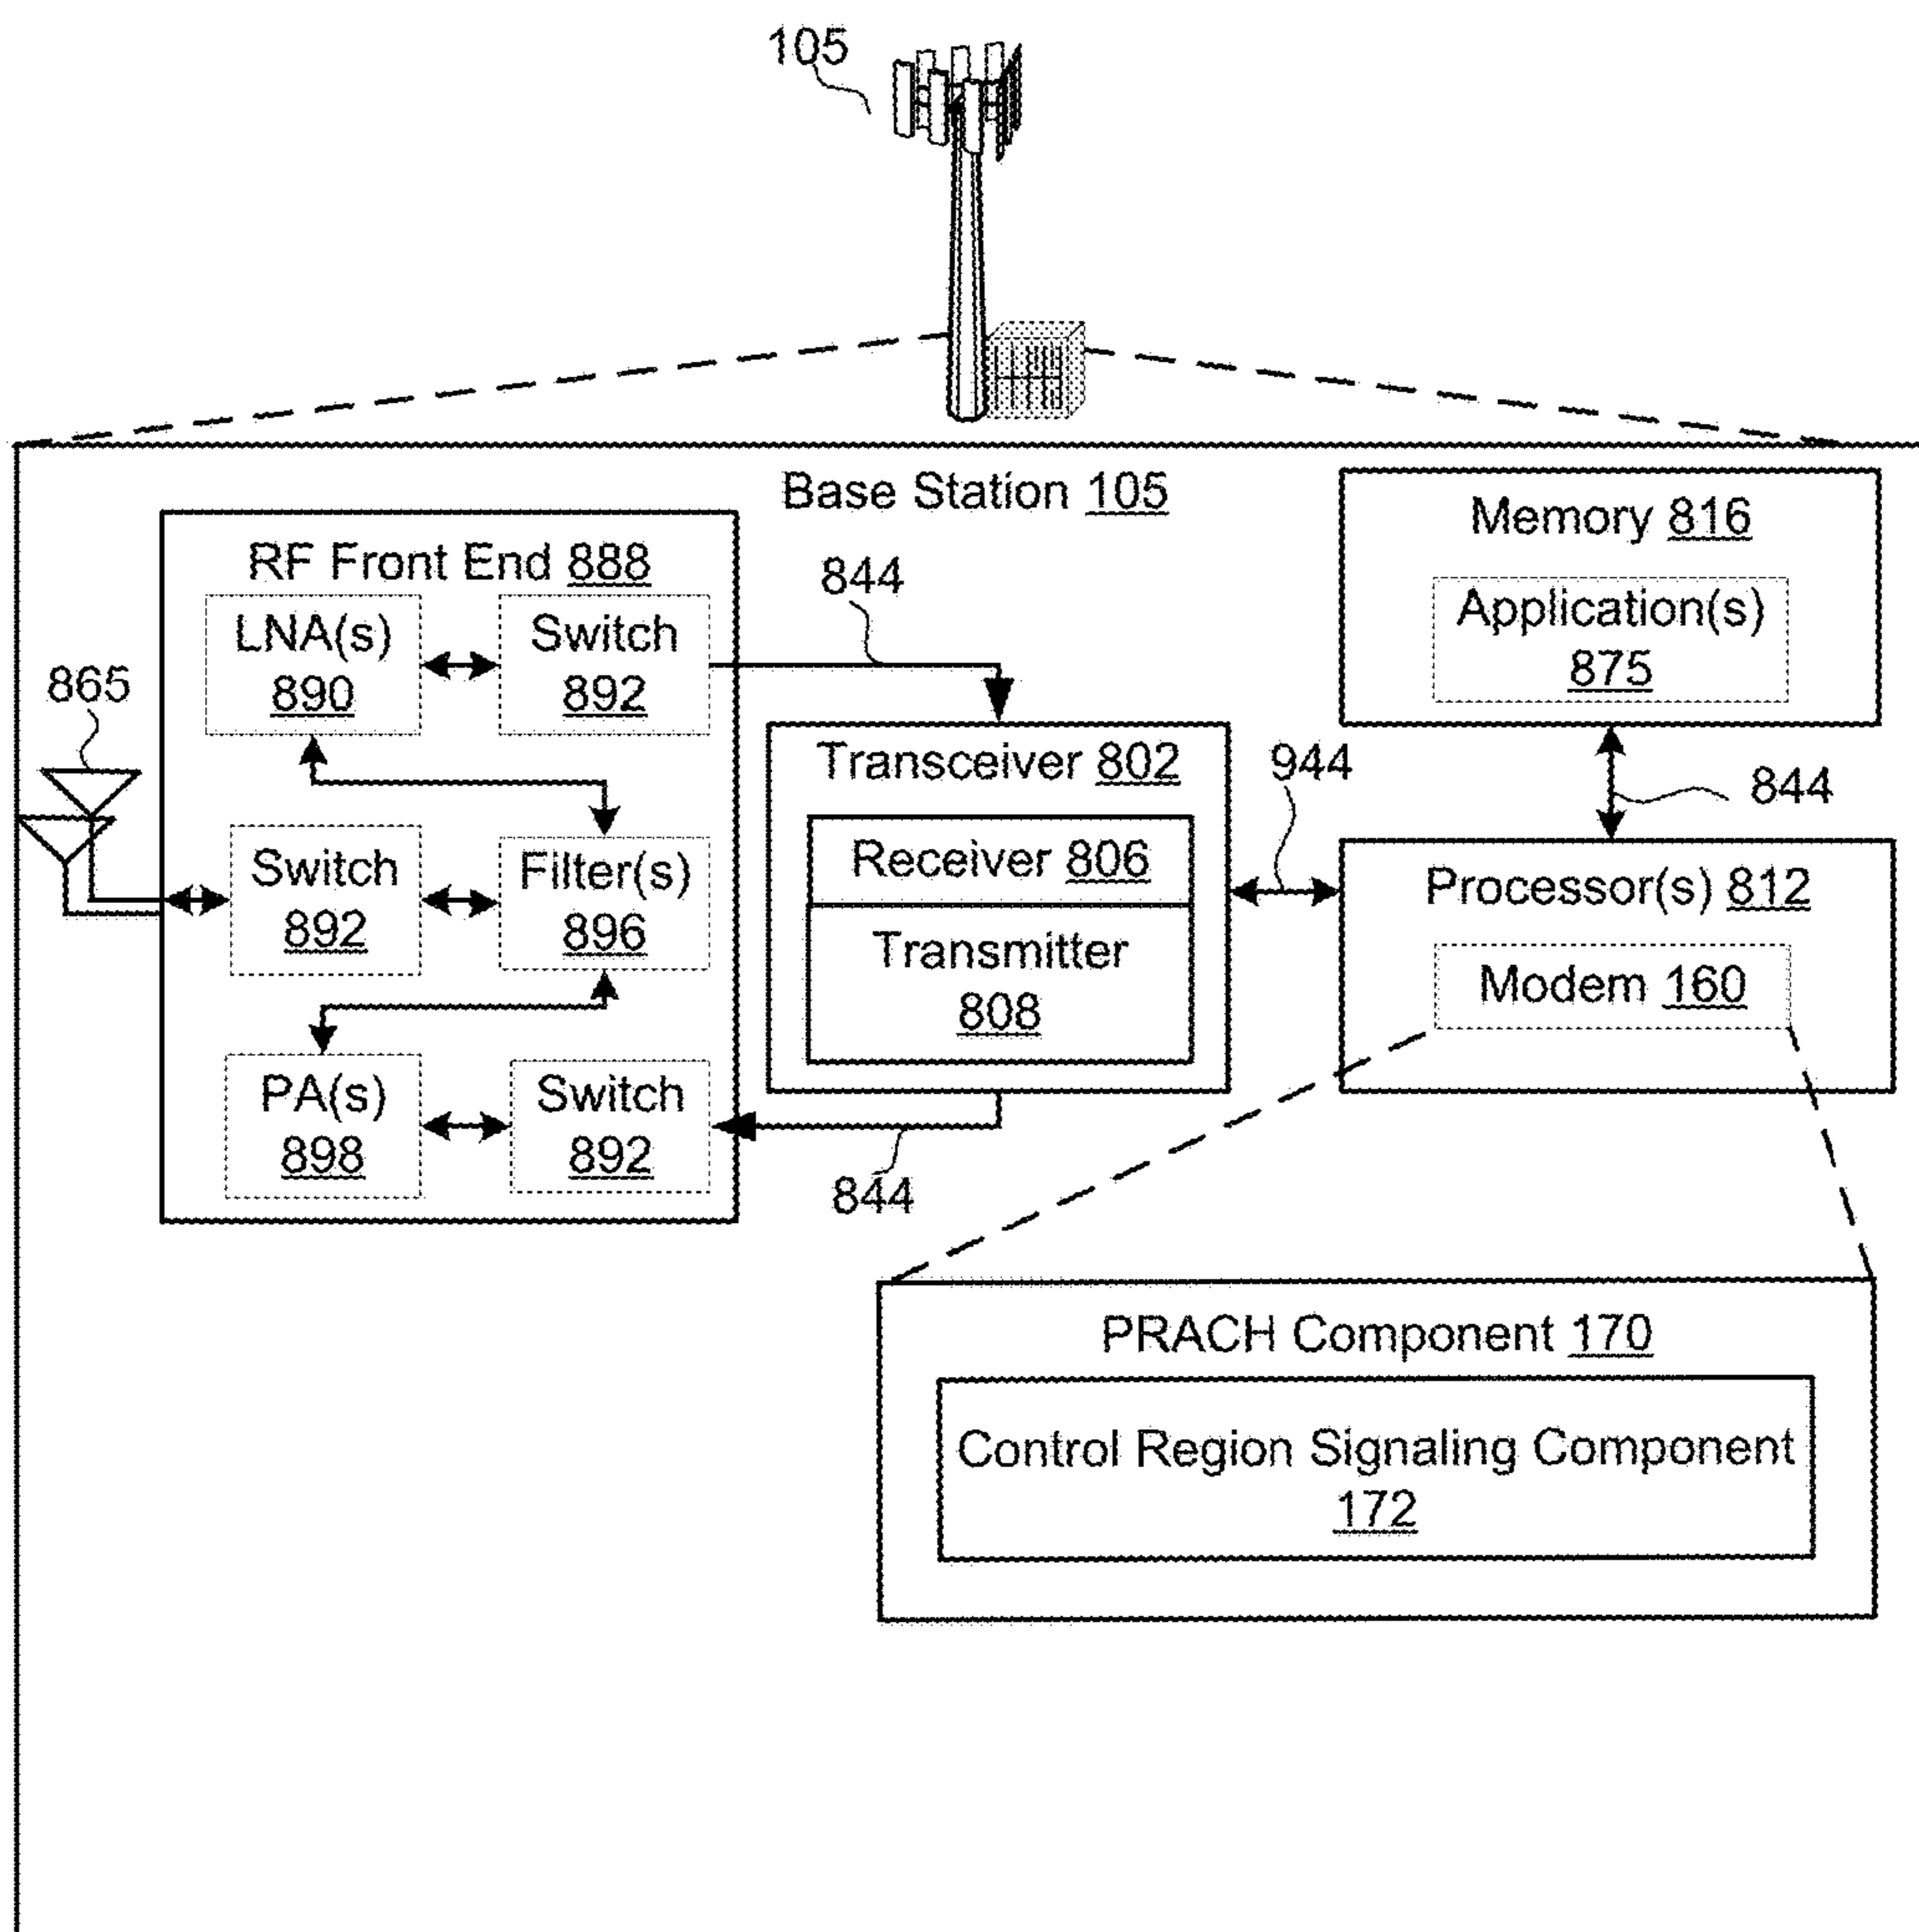 105
Base Station 105
RF Front End 888
LNA(s)
890
Switch
892
844
865
Switch
892
Filter(s)
896
PA(s)
898
Switch
892
844
Transceiver 802
Receiver 806
Transmitter
808
944
Memory 816
Application(s)
875
844
Processor(s) 812
Modem 160
PRACH Component 170
Control Region Signaling Component
172